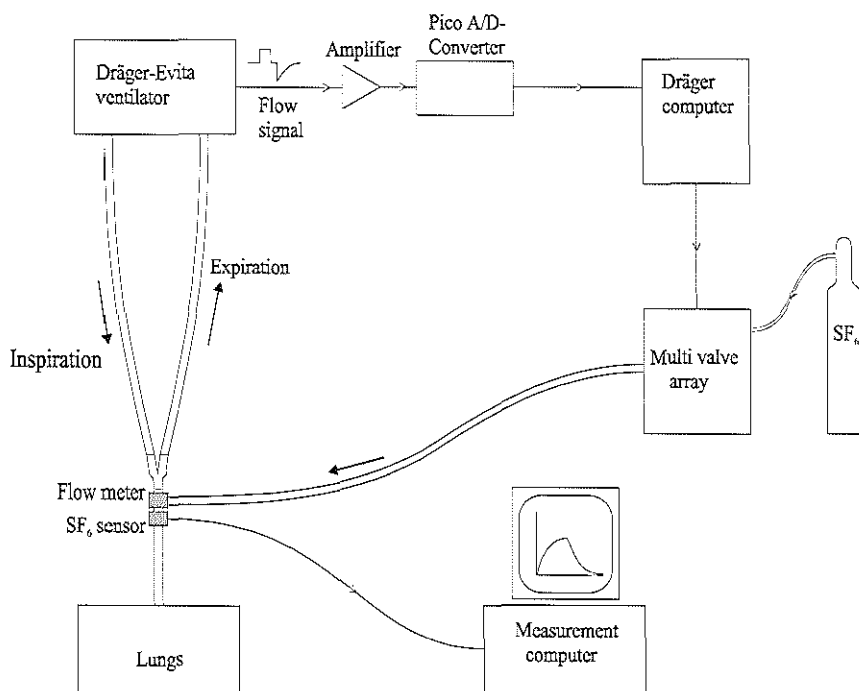 Pico A/D-
Converter
Amplifier
Dräger-Evita
ventilator
Flow
signal
Dräger
computer
Expiration
Inspiration
Multi valve
array
SF₆
Flow meter
SF₆ sensor
Lungs
Measurement
computer